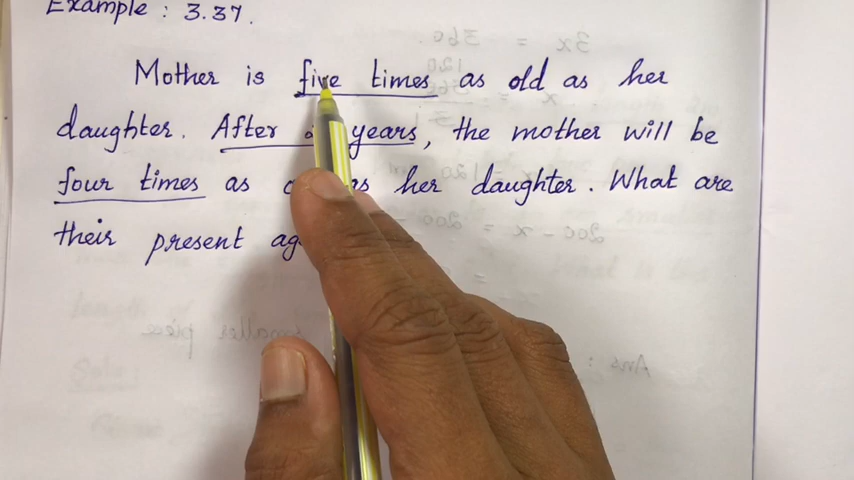 Example : 3.37.
Mother is five times as old as her
daughter. After years, the mother will be
four times as her daughter. What are
their present